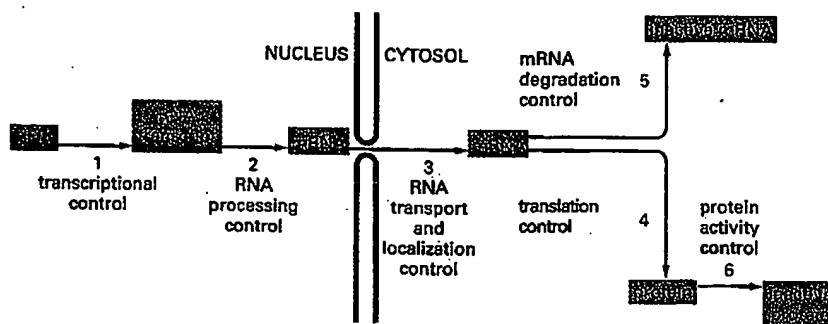 NUCLEUS
CYTOSOL
mRNA
degradation
control
5
1
transcriptional
control
2
RNA
processing
control
3
RNA
transport
and
localization
control
translation
control
4
protein
activity
control
6